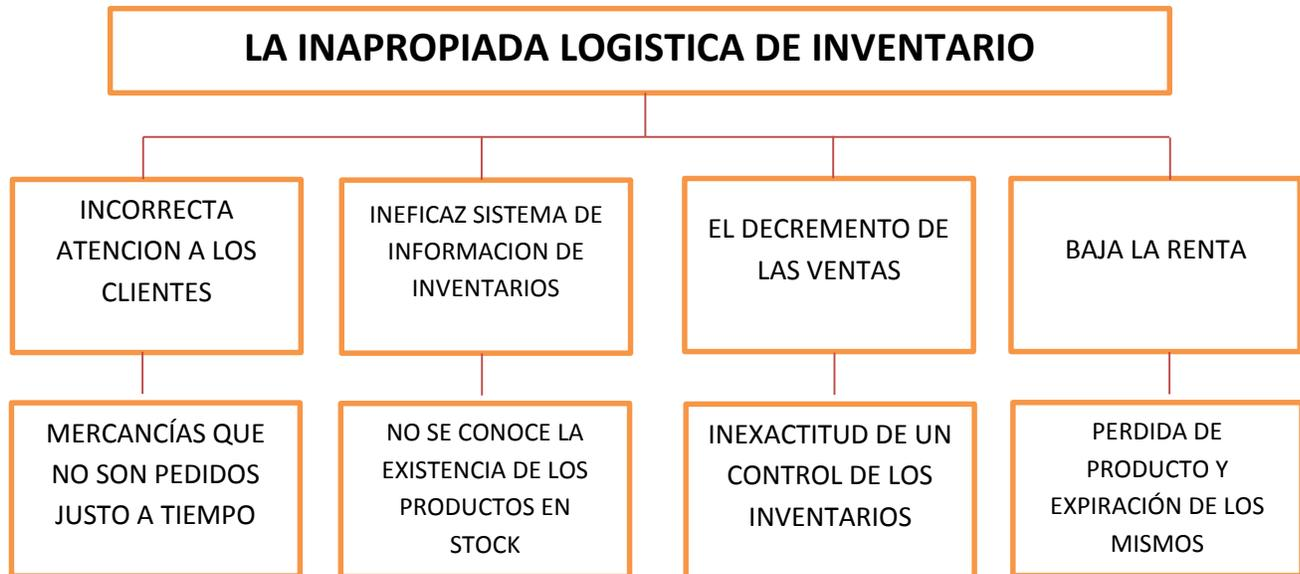 LA INAPROPIADA LOGISTICA DE INVENTARIO
INCORRECTA
ATENCION A LOS
CLIENTES
INEFICAZ SISTEMA DE
INFORMACION DE
INVENTARIOS
EL DECREMENTO DE
LAS VENTAS
BAJA LA RENTA
MERCANCÍAS QUE
NO SON PEDIDOS
JUSTO A TIEMPO
NO SE CONOCE LA
EXISTENCIA DE LOS
PRODUCTOS EN
STOCK
INEXACTITUD DE UN
CONTROL DE LOS
INVENTARIOS
PERDIDA DE
PRODUCTO Y
EXPIRACIÓN DE LOS
MISMOS